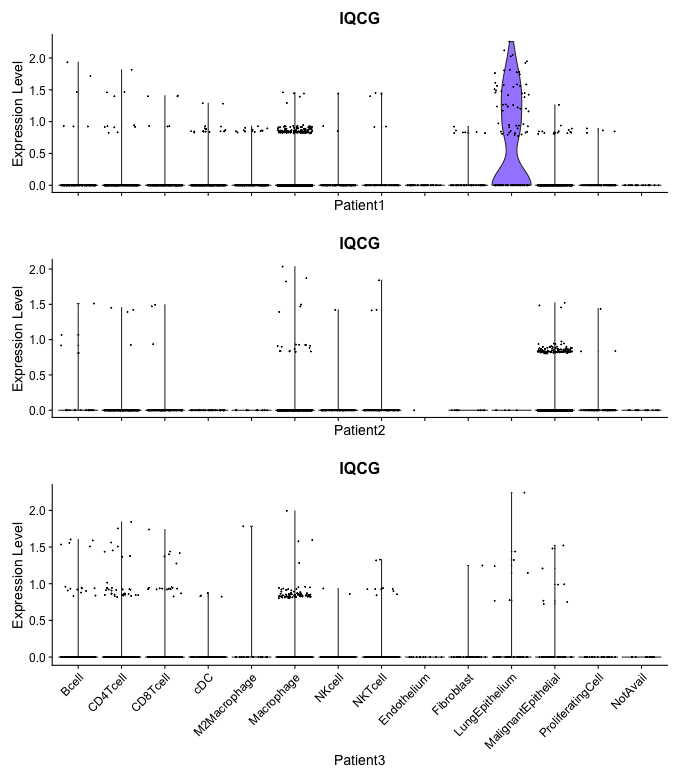 IQCG
Expression Level
2.0
1.5
1.0
0.5
0.0
Patient1
IQCG
Expression Level
2.0
1.5
1.0
0.5
0.0
Patient2
IQCG
Expression Level
2.0
1.5
1.0
0.5
0.0
Bcell
CD4Tcell
CD8Tcell
cDC
M2Macrophage
Macrophage
NKcell
NKTcell
Endothelium
Fibroblast
LungEpithelium
MalignantEpithelial
ProliferatingCell
NotAvail
Patient3